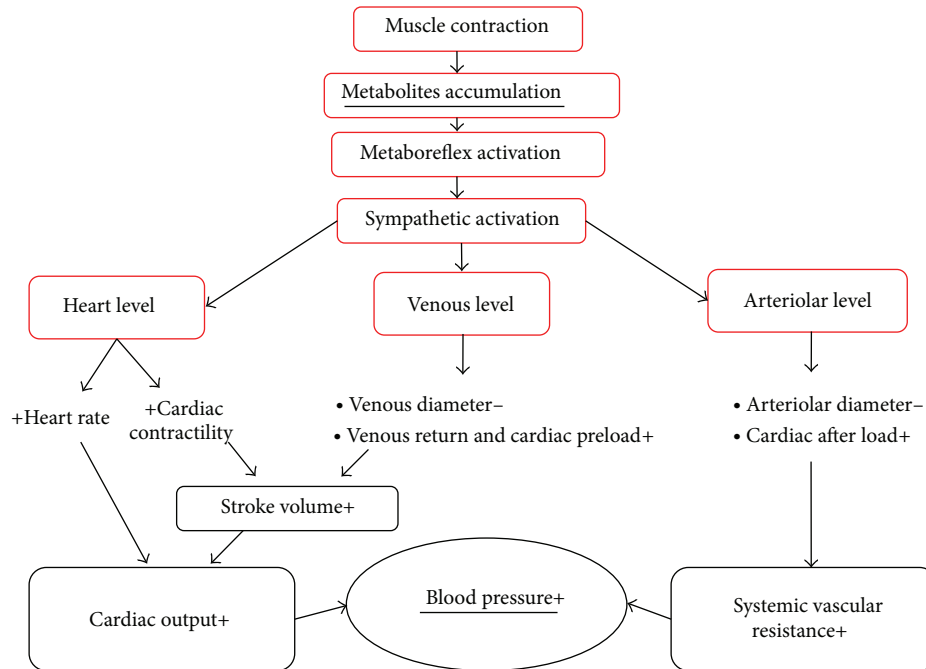 Muscle contraction
Metabolites accumulation
Metaboreflex activation
Sympathetic activation
Heart level
Venous level
Arteriolar level
+Heart rate
+Cardiac
contractility
• Venous diameter–
• Venous return and cardiac preload+
• Arteriolar diameter–
• Cardiac after load+
Stroke volume+
Cardiac output+
Blood pressure+
Systemic vascular
resistance+